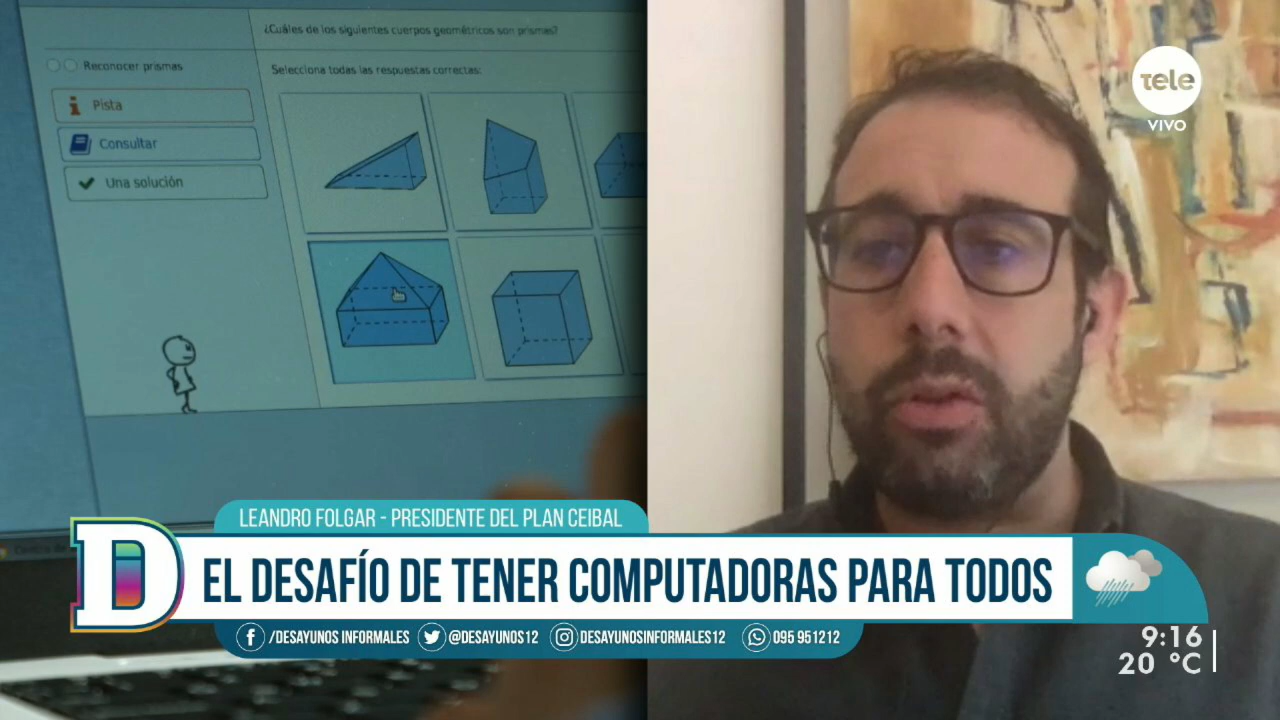 ¿Cuáles de los siguientes cuerpos geométricos son prismas?
Reconocer prismas
Selecciona todas las respuestas correctas:
Pista
Consultar
Una solución
tele
VIVO
LEANDRO FOLGAR - PRESIDENTE DEL PLAN CEIBAL
D
EL DESAFÍO DE TENER COMPUTADORAS PARA TODOS
/DESAYUNOS INFORMALES @DESAYUNOS12 DESAYUNOSINFORMALES12 095 951212
9:16
20 °C